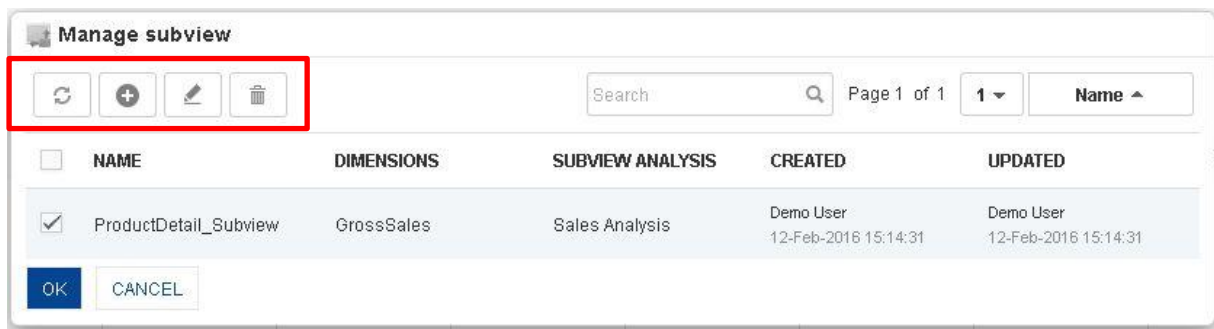 Manage subview
Search Page 1 of 1 1 Name
NAME DIMENSIONS SUBVIEW ANALYSIS CREATED UPDATED
ProductDetail_Subview GrossSales Sales Analysis Demo User Demo User
12-Feb-2016 15:14:31 12-Feb-2016 15:14:31
OK CANCEL